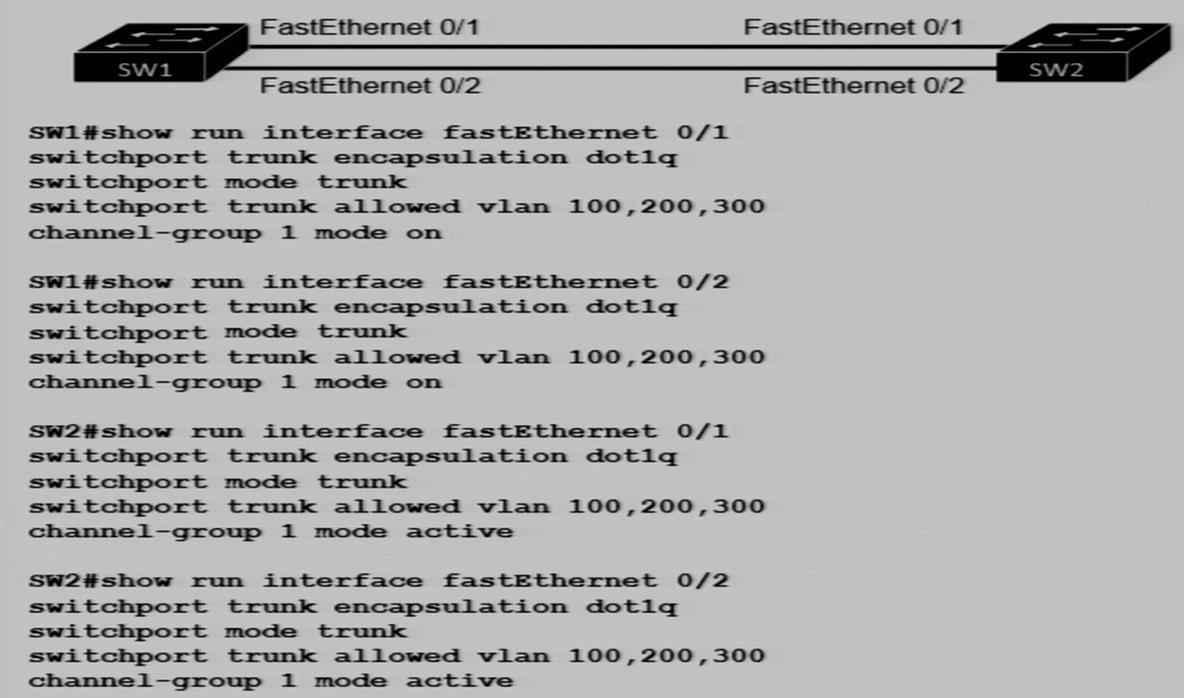 FastEthernet 0/1 FastEthernet 0/1
SW1 SW2
FastEthernet 0/2 FastEthernet 0/2
SW1#show run interface fastEthernet 0/1
switchport trunk encapsulation dot1q
switchport mode trunk
switchport trunk allowed vlan 100,200,300
channel-group 1 mode on
SW1#show run interface fastEthernet 0/2
switchport trunk encapsulation dot1q
switchport mode trunk
switchport trunk allowed vlan 100,200,300
channel-group 1 mode on
SW2#show run interface fastEthernet 0/1
switchport trunk encapsulation dot1q
switchport mode trunk
switchport trunk allowed vlan 100,200,300
channel-group 1 mode active
SW2#show run interface fastEthernet 0/2
switchport trunk encapsulation dot1q
switchport mode trunk
switchport trunk allowed vlan 100,200,300
channel-group 1 mode active